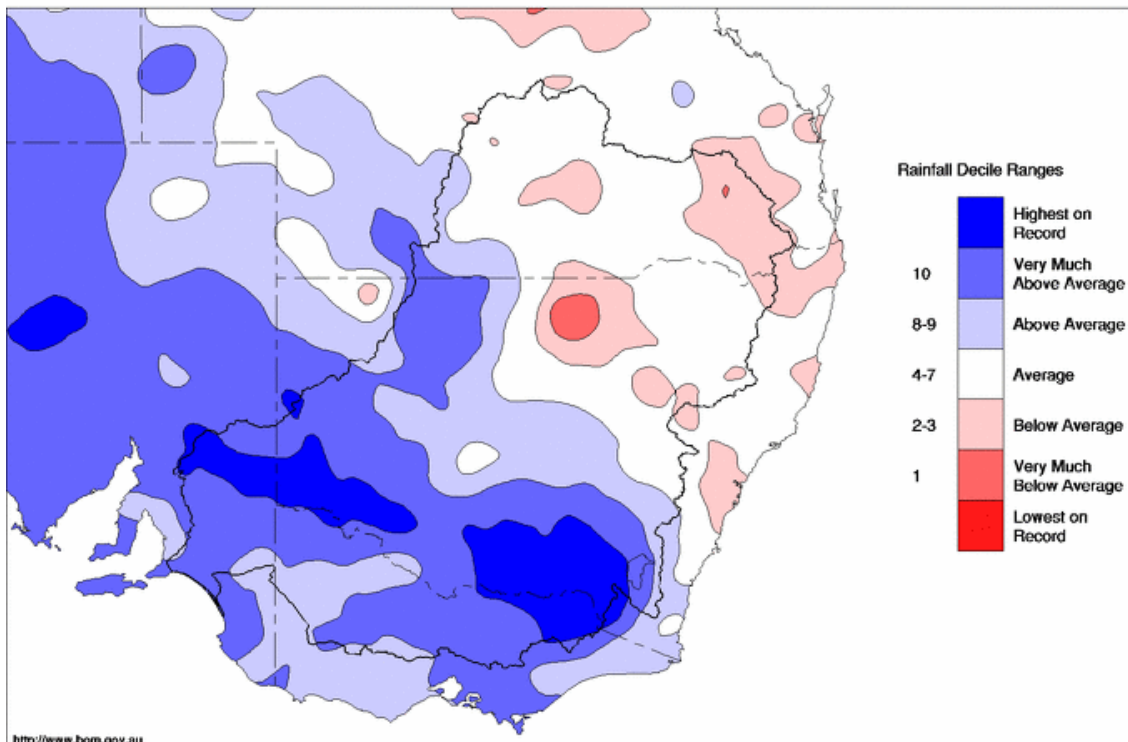 Rainfall Decile Ranges
Highest on
Record
10
Very Much
Above Average
8-9
Above Average
4-7
Average
2-3
Below Average
1
Very Much
Below Average
Lowest on
Record
http://www.bom.gov.au